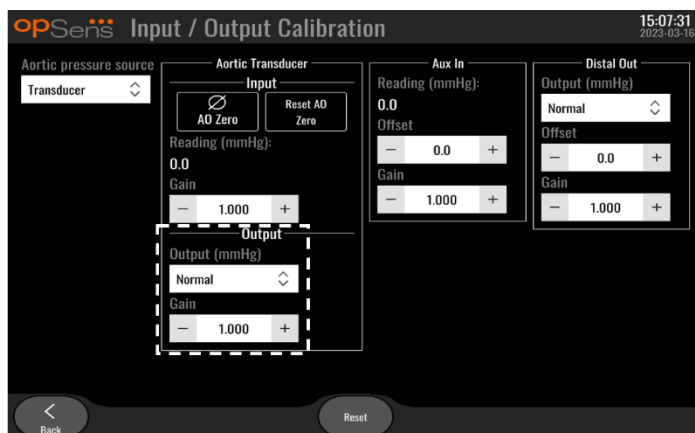 opSens Input / Output Calibration
15:07:31
2023-03-16
Aortic pressure source
Transducer
Aortic Transducer
Input
AO Zero
Reset AO
Zero
Reading (mmHg):
0.0
Gain
− 1.000 +
Output
Output (mmHg)
Normal
Gain
− 1.000 +
Aux In
Reading (mmHg):
0.0
Offset
− 0.0 +
Gain
− 1.000 +
Distal Out
Output (mmHg)
Normal
Offset
− 0.0 +
Gain
− 1.000 +
Back
Reset